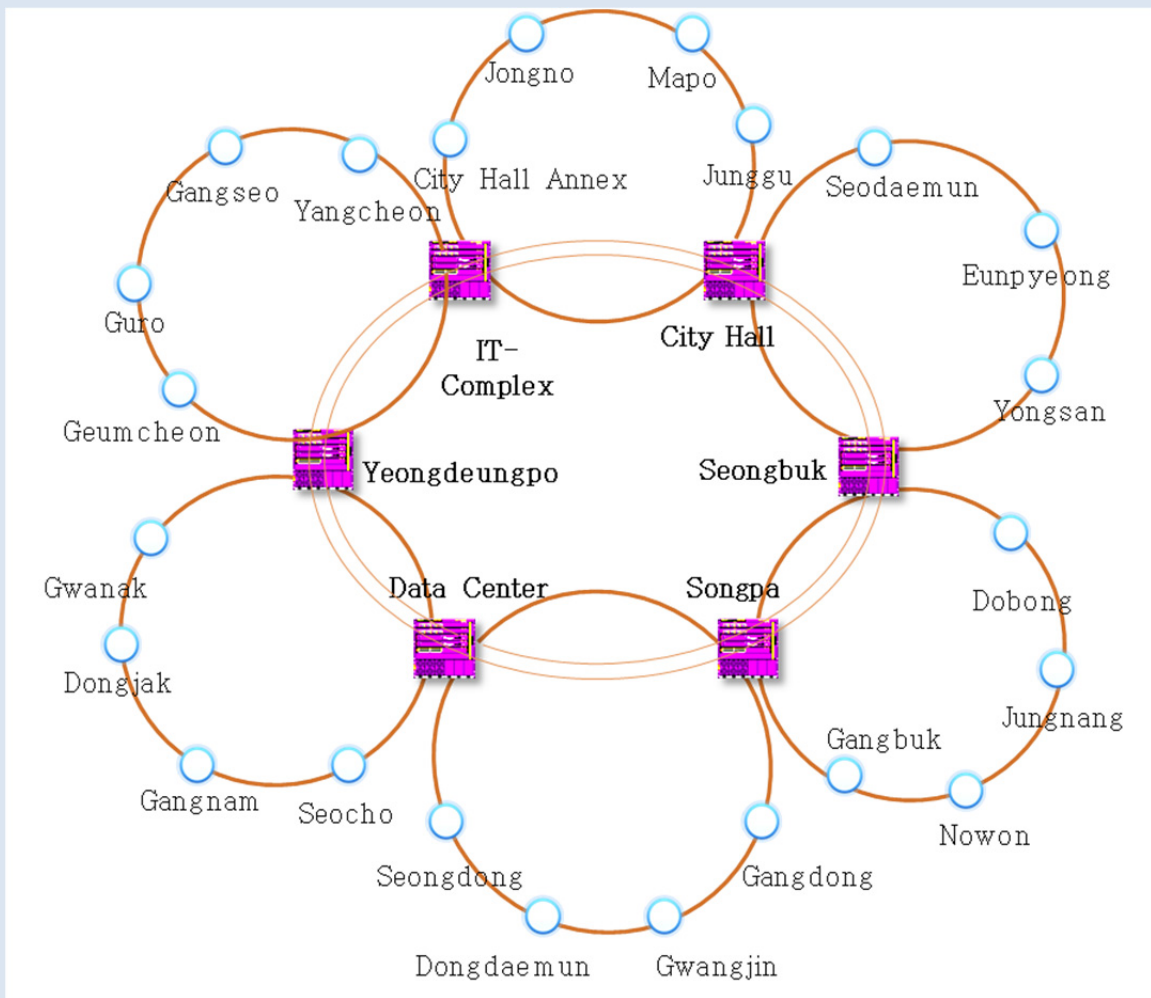 Jongno
Mapo
City Hall Annex
Junggu
Seodaemun
Gangseo
Yangcheon
Eunpyeong
Guro
IT-
Complex
City Hall
Yongsan
Geumcheon
Yeongdeungpo
Seongbuk
Gwanak
Data Center
Songpa
Dobong
Dongjak
Jungnang
Gangbuk
Gangnam
Seocho
Nowon
Seongdong
Gangdong
Dongdaemun
Gwangjin